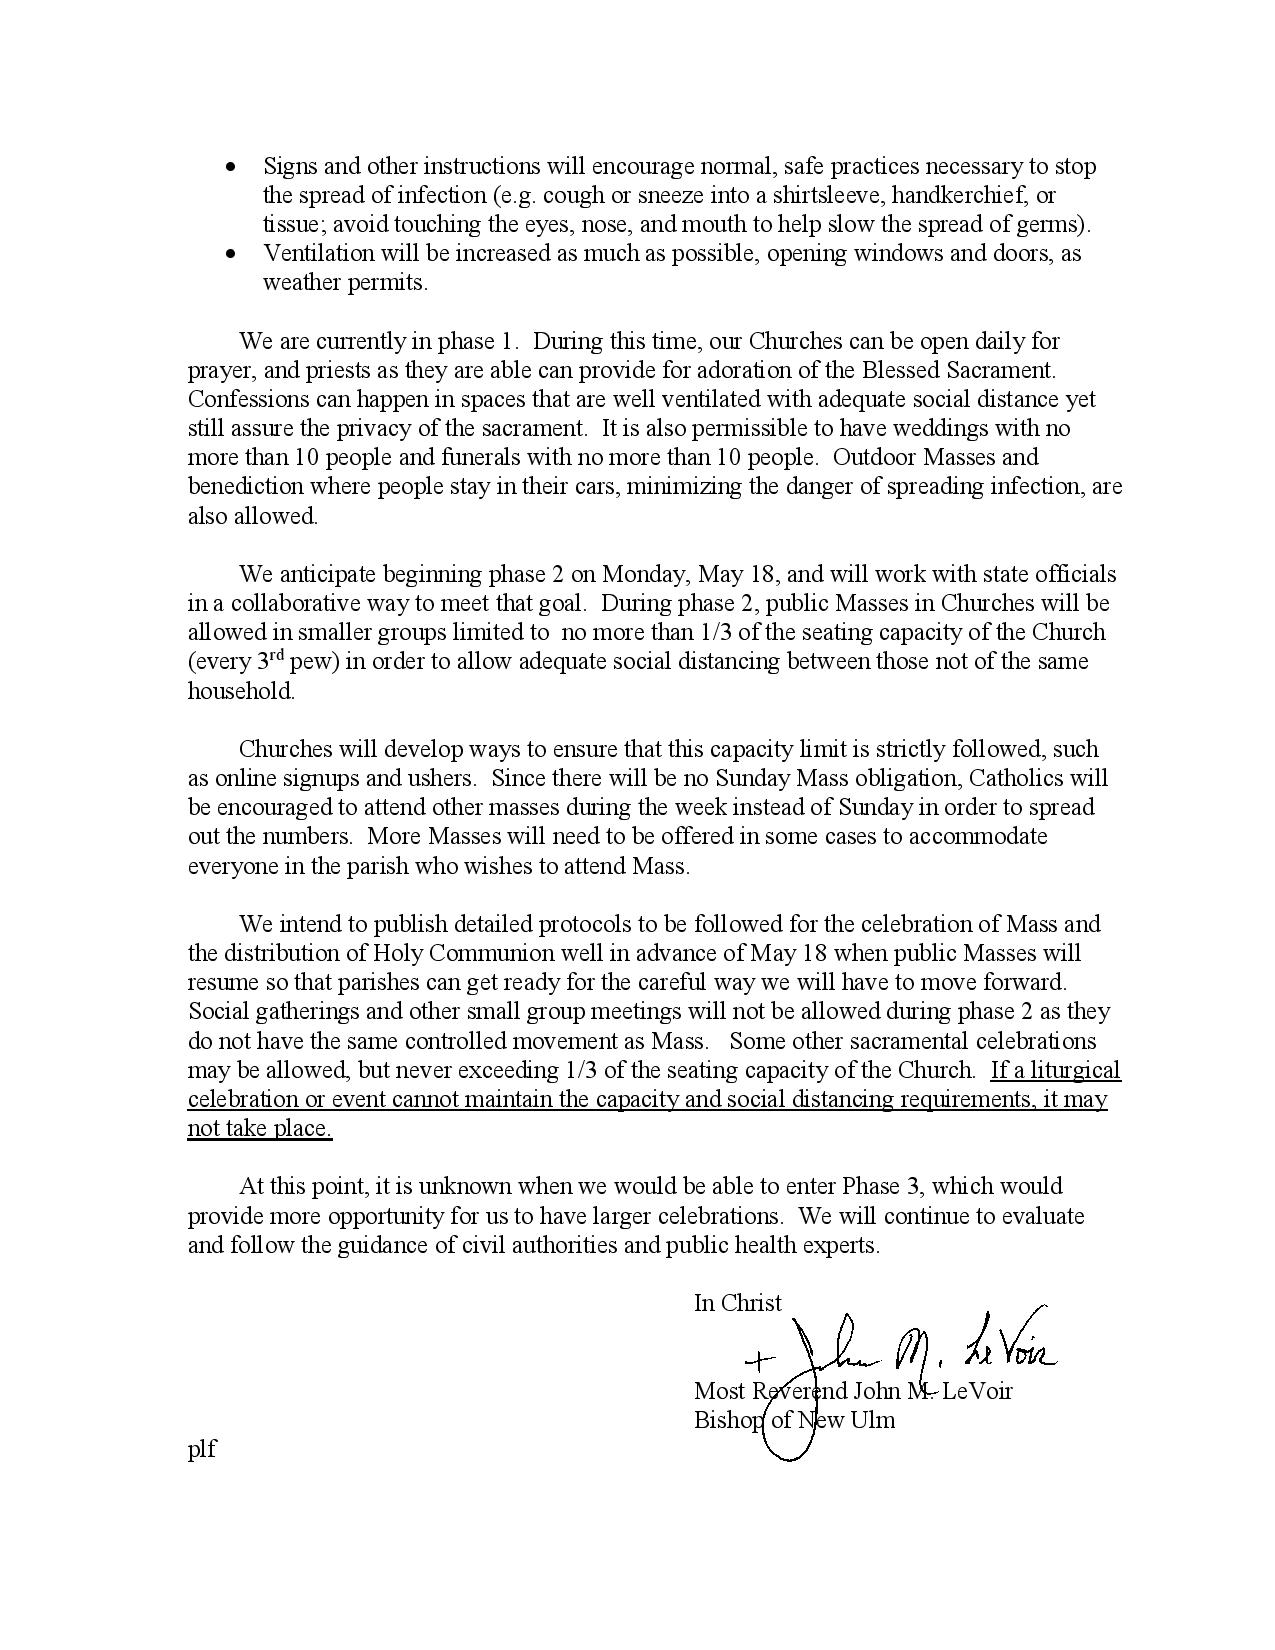 • Signs and other instructions will encourage normal, safe practices necessary to stop
the spread of infection (e.g. cough or sneeze into a shirtsleeve, handkerchief, or
tissue; avoid touching the eyes, nose, and mouth to help slow the spread of germs).
• Ventilation will be increased as much as possible, opening windows and doors, as
weather permits.
We are currently in phase 1.  During this time, our Churches can be open daily for
prayer, and priests as they are able can provide for adoration of the Blessed Sacrament.
Confessions can happen in spaces that are well ventilated with adequate social distance yet
still assure the privacy of the sacrament.  It is also permissible to have weddings with no
more than 10 people and funerals with no more than 10 people.  Outdoor Masses and
benediction where people stay in their cars, minimizing the danger of spreading infection, are
also allowed.
We anticipate beginning phase 2 on Monday, May 18, and will work with state officials
in a collaborative way to meet that goal.  During phase 2, public Masses in Churches will be
allowed in smaller groups limited to  no more than 1/3 of the seating capacity of the Church
(every 3rd pew) in order to allow adequate social distancing between those not of the same
household.
Churches will develop ways to ensure that this capacity limit is strictly followed, such
as online signups and ushers.  Since there will be no Sunday Mass obligation, Catholics will
be encouraged to attend other masses during the week instead of Sunday in order to spread
out the numbers.  More Masses will need to be offered in some cases to accommodate
everyone in the parish who wishes to attend Mass.
We intend to publish detailed protocols to be followed for the celebration of Mass and
the distribution of Holy Communion well in advance of May 18 when public Masses will
resume so that parishes can get ready for the careful way we will have to move forward.
Social gatherings and other small group meetings will not be allowed during phase 2 as they
do not have the same controlled movement as Mass.   Some other sacramental celebrations
may be allowed, but never exceeding 1/3 of the seating capacity of the Church.  If a liturgical
celebration or event cannot maintain the capacity and social distancing requirements, it may
not take place.
At this point, it is unknown when we would be able to enter Phase 3, which would
provide more opportunity for us to have larger celebrations.  We will continue to evaluate
and follow the guidance of civil authorities and public health experts.
In Christ
+ John M. LeVoir
Most Reverend John M. LeVoir
Bishop of New Ulm
plf